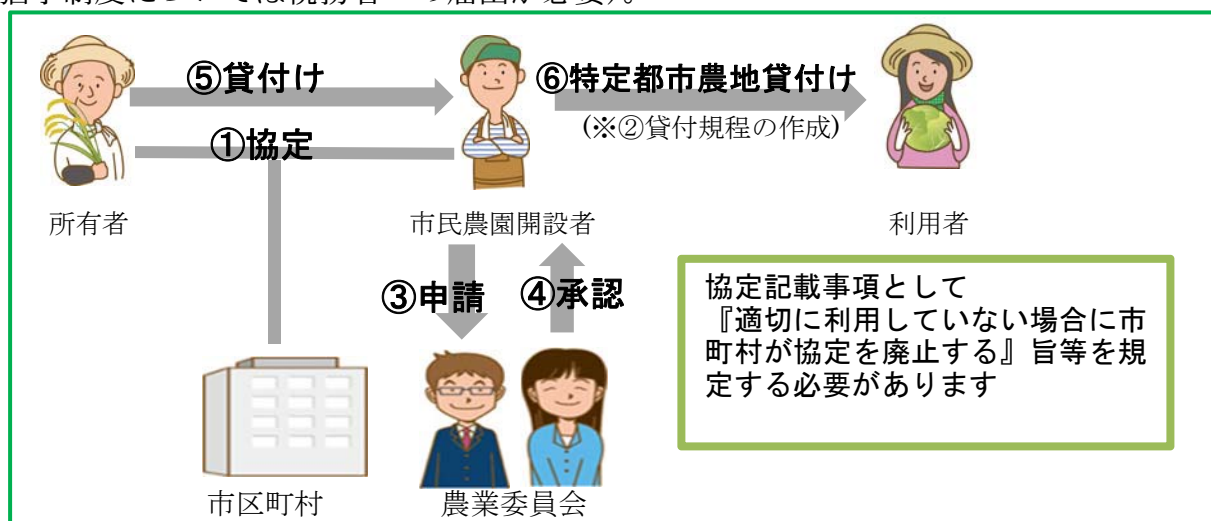 ⑤貸付け
⑥特定都市農地貸付け
(※②貸付規程の作成)
①協定
所有者
市民農園開設者
利用者
③申請
④承認
協定記載事項として
『適切に利用していない場合に市
町村が協定を廃止する』旨等を規
定する必要があります
市区町村
農業委員会